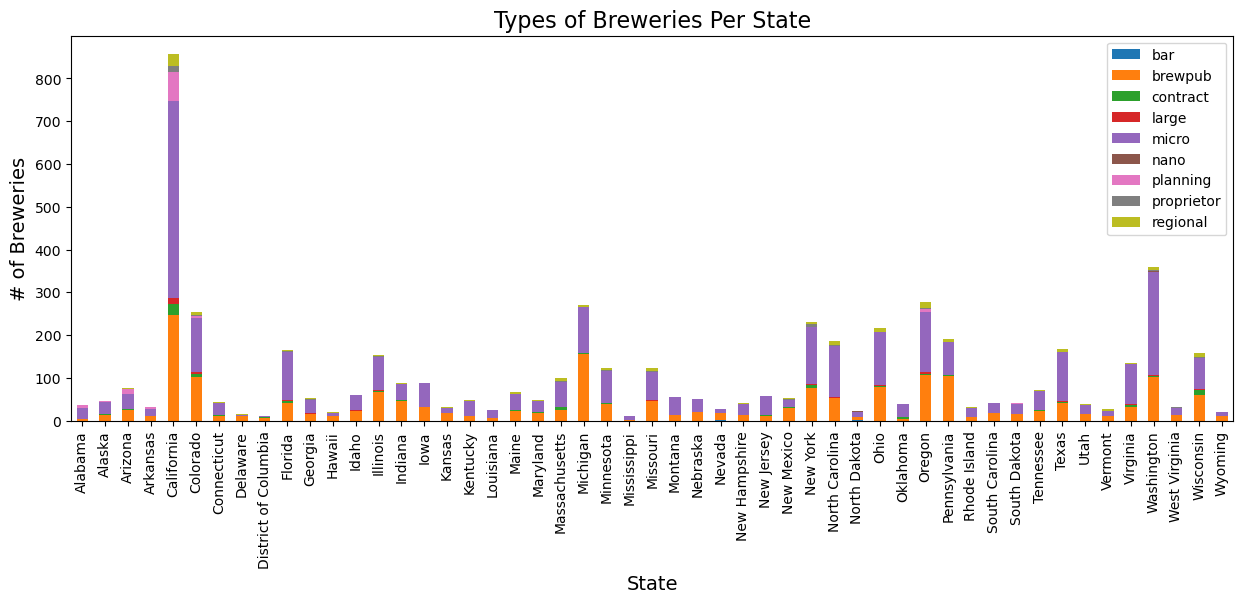 Types of Breweries Per State
# of Breweries
800
700
600
500
400
300
200
100
0
bar
brewpub
contract
large
micro
nano
planning
proprietor
regional
Alabama
Alaska
Arizona
Arkansas
California
Colorado
Connecticut
Delaware
District of Columbia
Florida
Georgia
Hawaii
Idaho
Illinois
Indiana
Iowa
Kansas
Kentucky
Louisiana
Maine
Maryland
Massachusetts
Michigan
Minnesota
Mississippi
Missouri
Montana
Nebraska
Nevada
New Hampshire
New Jersey
New Mexico
New York
North Carolina
North Dakota
Ohio
Oklahoma
Oregon
Pennsylvania
Rhode Island
South Carolina
South Dakota
Tennessee
Texas
Utah
Vermont
Virginia
Washington
West Virginia
Wisconsin
Wyoming
State